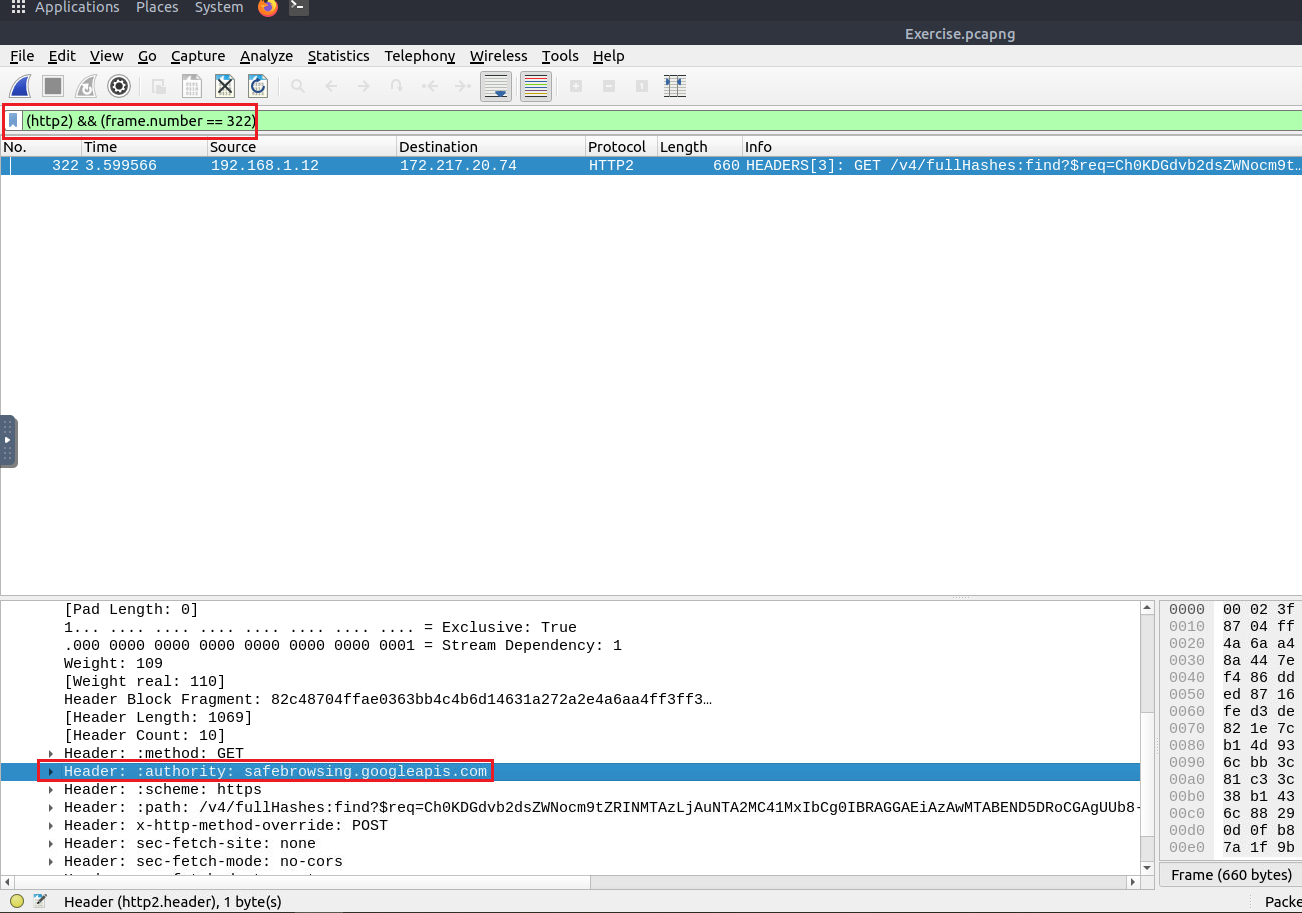 Applications Places System
Exercise.pcapng
File Edit View Go Capture Analyze Statistics Telephony Wireless Tools Help
(http2) && (frame.number == 322)
No. Time Source Destination Protocol Length Info
322 3.599566 192.168.1.12 172.217.20.74 HTTP2 660 HEADERS[3]: GET /v4/fullHashes:find?$req=Ch0KDGdvb2dsZWNocm9t…
[Pad Length: 0]
1... .... .... .... .... .... .... .... = Exclusive: True
.000 0000 0000 0000 0000 0000 0000 0001 = Stream Dependency: 1
Weight: 109
[Weight real: 110]
Header Block Fragment: 82c48704ffae0363bb4c4b6d14631a272a2e4a6aa4ff3ff3…
[Header Length: 1069]
[Header Count: 10]
Header: :method: GET
Header: :authority: safebrowsing.googleapis.com
Header: :scheme: https
Header: :path: /v4/fullHashes:find?$req=Ch0KDGdvb2dsZWNocm9tZRINMTAzLjAuNTA2MC41MxIbCg0IBRAGGAEiAzAwMTABEND5DRoCGAgUUb8-
Header: x-http-method-override: POST
Header: sec-fetch-site: none
Header: sec-fetch-mode: no-cors
0000 00 02 3f
0010 87 04 ff
0020 4a 6a a4
0030 8a 44 7e
0040 f4 86 dd
0050 ed 87 16
0060 fe d3 de
0070 82 1e 7c
0080 b1 4d 93
0090 6c bb 3c
00a0 81 c3 3c
00b0 38 b1 43
00c0 6c 88 29
00d0 0d 0f b8
00e0 7a 1f 9b
Frame (660 bytes)
Header (http2.header), 1 byte(s)
Packe